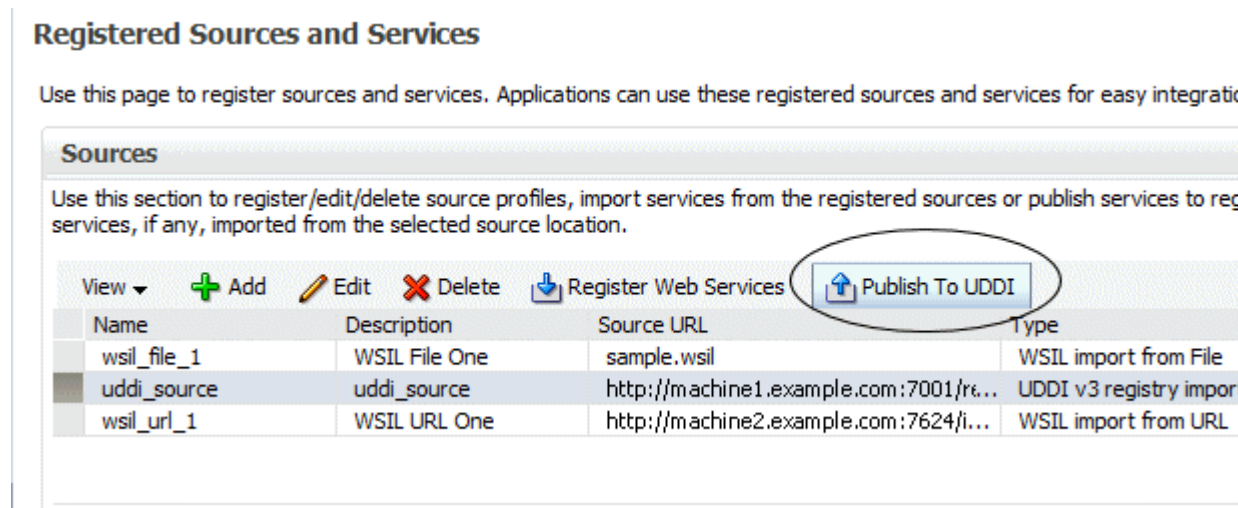 Registered Sources and Services
Use this page to register sources and services. Applications can use these registered sources and services for easy
Sources
Use this section to register/edit/delete source profiles, import services from the registered sources or publish services to
services, if any, imported from the selected source location.
View Add Edit Delete Register Web Services Publish To UDDI
Name Description Source URL Type
wsil_file_1 WSIL File One sample.wsil WSIL import from File
uddi_source uddi_source http://machine1.example.com:7001/re... UDDI v3 registry impor
wsil_url_1 WSIL URL One http://machine2.example.com:7624/i... WSIL import from URL